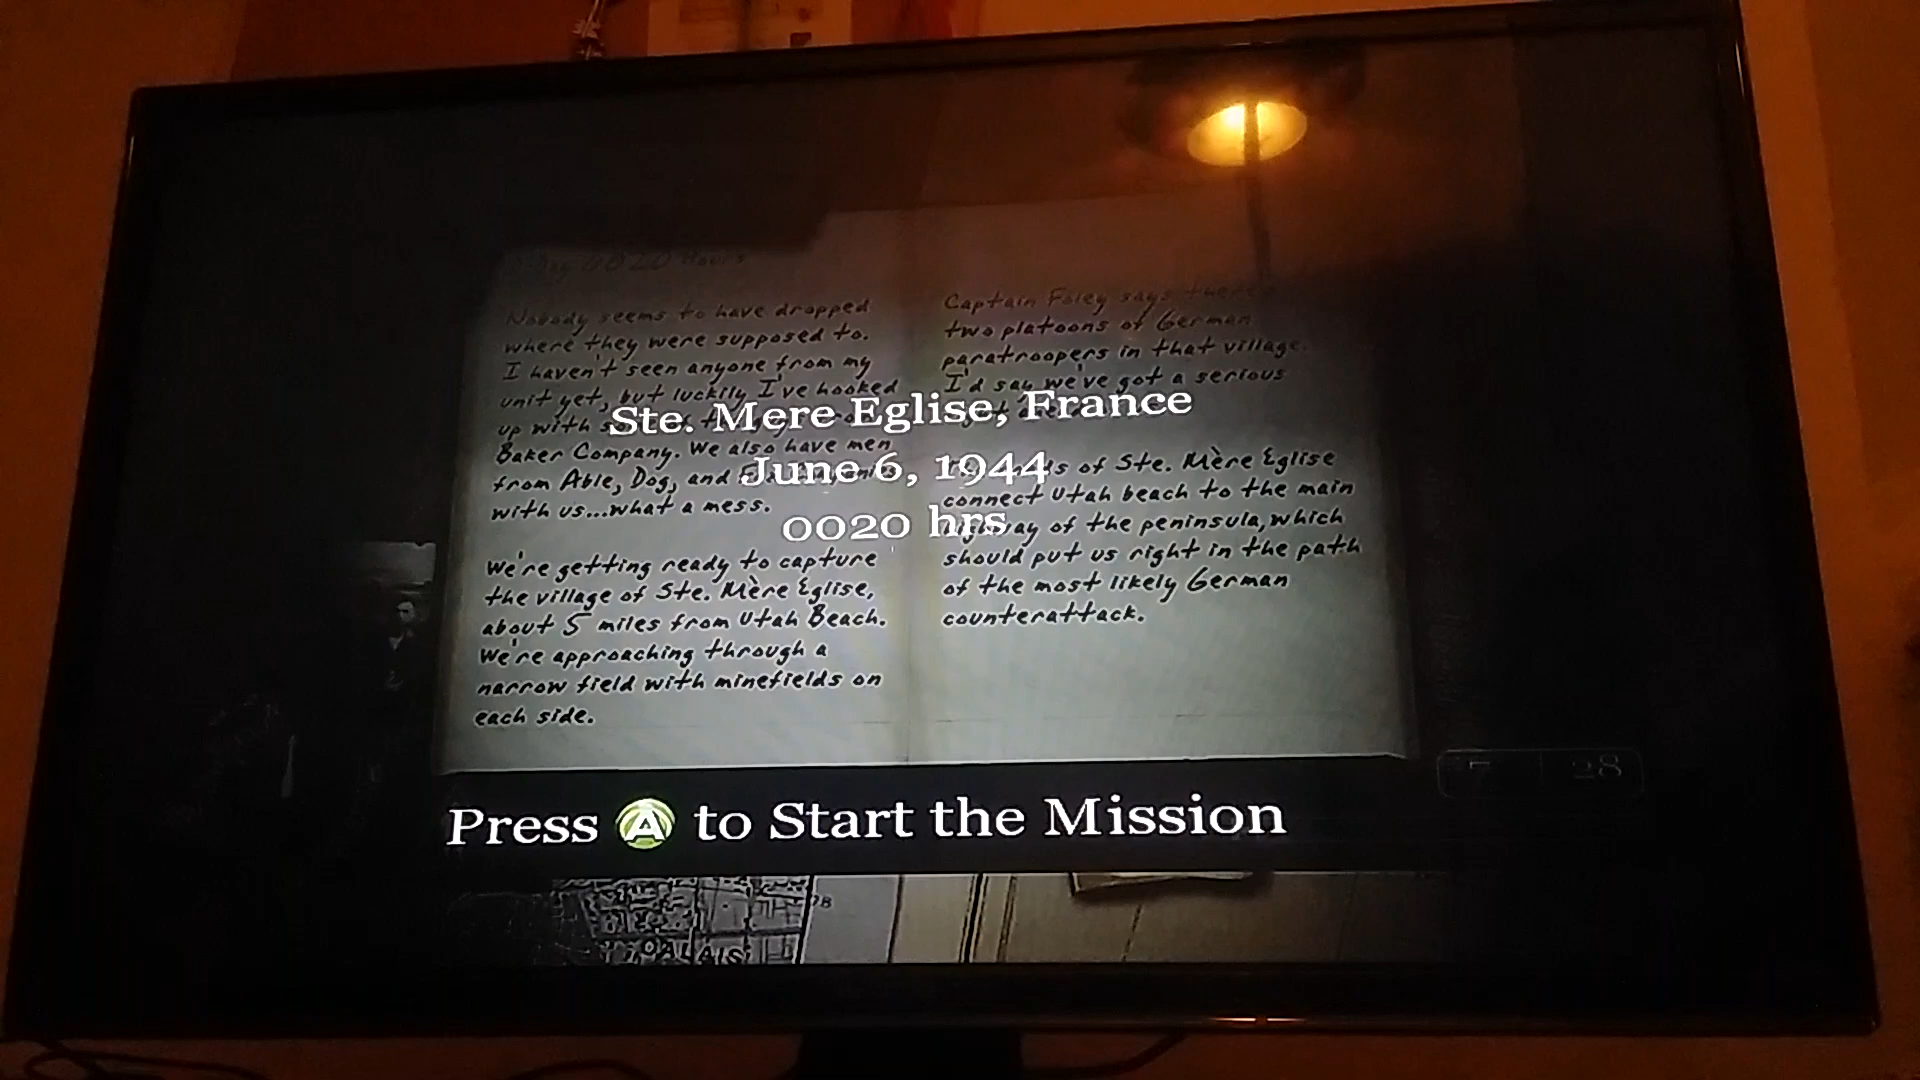 0020 Hours
Nobody seems to have dropped
where they were supposed to.
I haven't seen anyone from my
unit yet, but luckily I've hooked
up with
Baker Company. We also have men
from Able, Dog, and
with us...what a mess.
We're getting ready to capture
the village of Ste. Mère Eglise,
about 5 miles from Utah Beach.
We're approaching through a
narrow field with minefields on
each side.
Captain Foley says there's
two platoons of German
paratroopers in that village.
I'd say we've got a serious
of Ste. Mère Eglise
connect Utah beach to the main
highway of the peninsula, which
should put us right in the path
of the most likely German
counterattack.
Ste. Mere Eglise, France
June 6, 1944
0020 hrs
28
Press A to Start the Mission
78